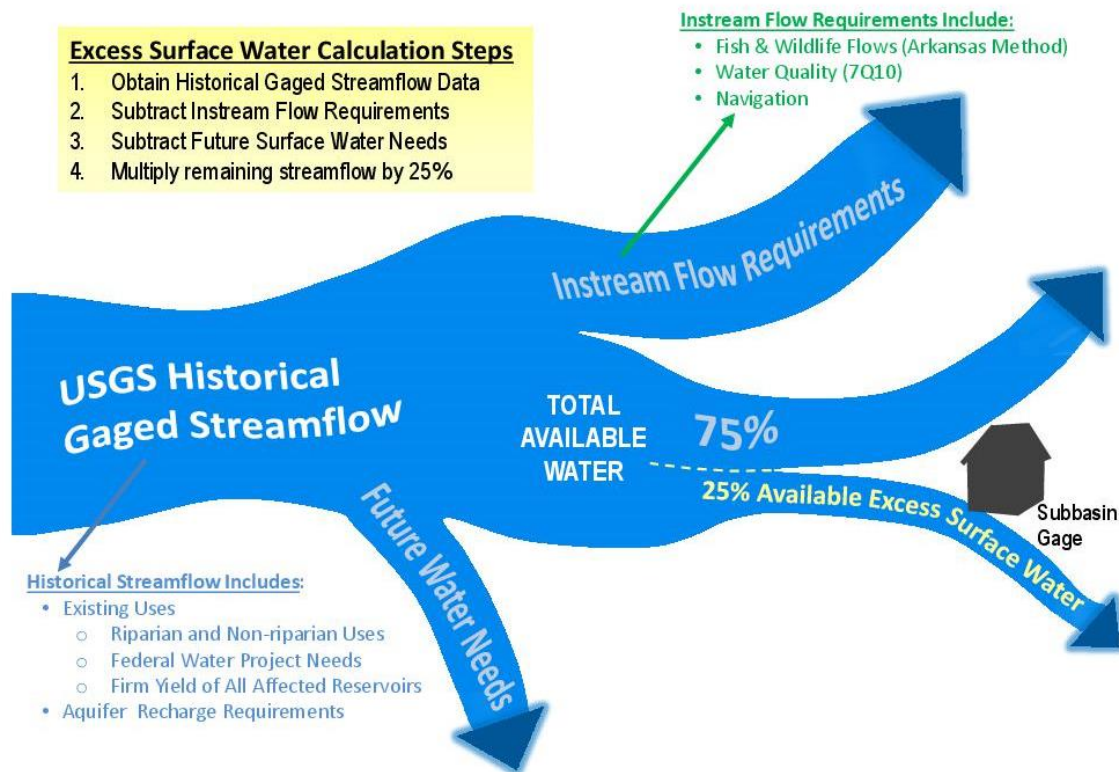 Excess Surface Water Calculation Steps
1. Obtain Historical Gaged Streamflow Data
2. Subtract Instream Flow Requirements
3. Subtract Future Surface Water Needs
4. Multiply remaining streamflow by 25%
Instream Flow Requirements Include:
• Fish & Wildlife Flows (Arkansas Method)
• Water Quality (7Q10)
• Navigation
Instream Flow Requirements
USGS Historical
Gaged Streamflow
TOTAL
AVAILABLE
WATER
75%
25% Available Excess Surface Water
Subbasin
Gage
Future Water Needs
Historical Streamflow Includes:
• Existing Uses
o Riparian and Non-riparian Uses
o Federal Water Project Needs
o Firm Yield of All Affected Reservoirs
• Aquifer Recharge Requirements